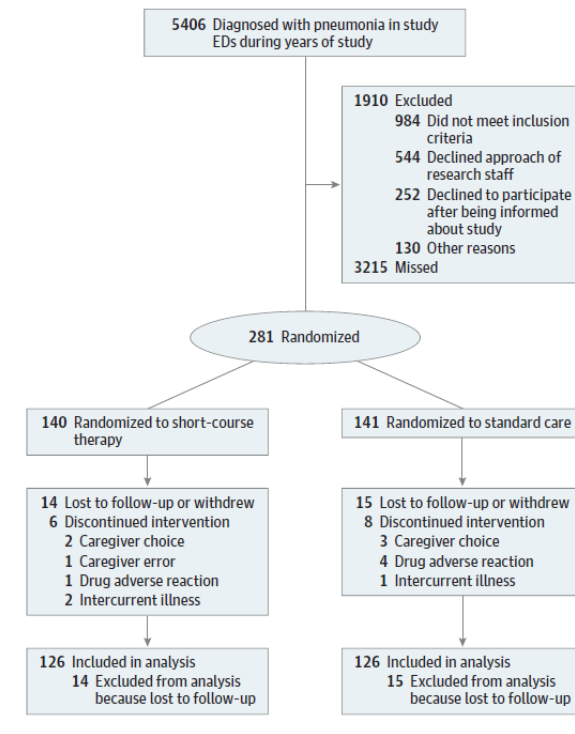 5406 Diagnosed with pneumonia in study
EDs during years of study
1910 Excluded
984 Did not meet inclusion
criteria
544 Declined approach of
research staff
252 Declined to participate
after being informed
about study
130 Other reasons
3215 Missed
281 Randomized
140 Randomized to short-course
therapy
141 Randomized to standard care
14 Lost to follow-up or withdrew
6 Discontinued intervention
2 Caregiver choice
1 Caregiver error
1 Drug adverse reaction
2 Intercurrent illness
15 Lost to follow-up or withdrew
8 Discontinued intervention
3 Caregiver choice
4 Drug adverse reaction
1 Intercurrent illness
126 Included in analysis
14 Excluded from analysis
because lost to follow-up
126 Included in analysis
15 Excluded from analysis
because lost to follow-up